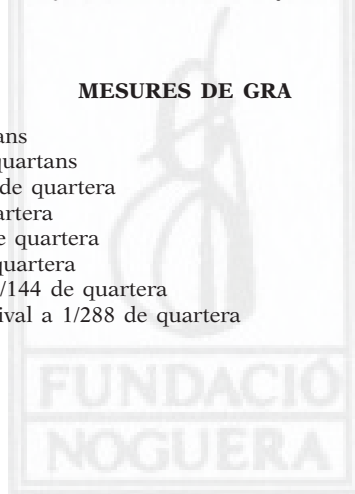 MESURES DE GRA
ans
quartans
de quartera
artera
e quartera
quartera
/144 de quartera
ival a 1/288 de quartera
FUNDACIÓ
NOGUERA